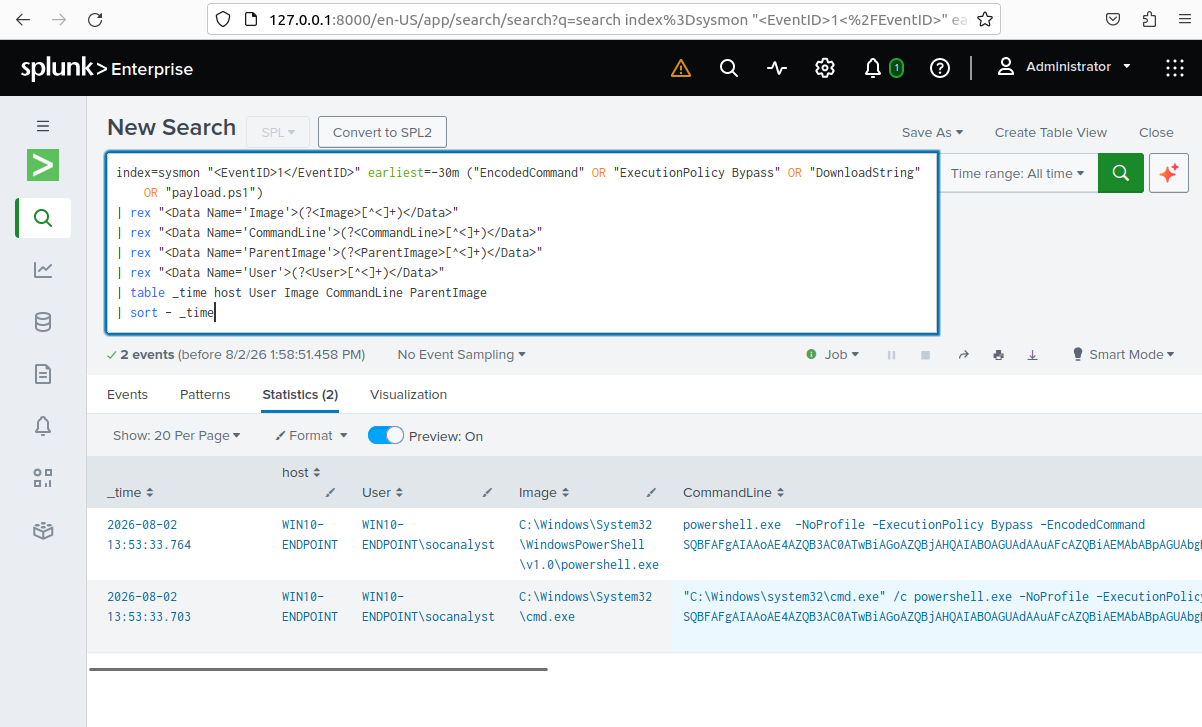 127.0.0.1:8000/en-US/app/search/search?q=search index%3Dsysmon "<EventID>1<%2FEventID>" ea
splunk> Enterprise
1
Administrator
New Search
SPL
Convert to SPL2
Save As
Create Table View
Close
index=sysmon "<EventID>1</EventID>" earliest=-30m ("EncodedCommand" OR "ExecutionPolicy Bypass" OR "DownloadString"
OR "payload.ps1")
| rex "<Data Name='Image'>(?<Image>[^<]+)</Data>"
| rex "<Data Name='CommandLine'>(?<CommandLine>[^<]+)</Data>"
| rex "<Data Name='ParentImage'>(?<ParentImage>[^<]+)</Data>"
| rex "<Data Name='User'>(?<User>[^<]+)</Data>"
| table _time host User Image CommandLine ParentImage
| sort - _time
Time range: All time
2 events (before 8/2/26 1:58:51.458 PM)
No Event Sampling
Job
Smart Mode
Events
Patterns
Statistics (2)
Visualization
Show: 20 Per Page
Format
Preview: On
_time
host
User
Image
CommandLine
2026-08-02
13:53:33.764
WIN10-
ENDPOINT
WIN10-
ENDPOINT\socanalyst
C:\Windows\System32
\WindowsPowerShell
\v1.0\powershell.exe
powershell.exe  -NoProfile -ExecutionPolicy Bypass -EncodedCommand
SQBFAFgAIAAoAE4AZQB3AC0ATwBiAGoAZQBjAHQAIABOAGUAdAAuAFcAZQBiAEMAbABpAGUAbg
2026-08-02
13:53:33.703
WIN10-
ENDPOINT
WIN10-
ENDPOINT\socanalyst
C:\Windows\System32
\cmd.exe
"C:\Windows\system32\cmd.exe" /c powershell.exe -NoProfile -ExecutionPolicy
SQBFAFgAIAAoAE4AZQB3AC0ATwBiAGoAZQBjAHQAIABOAGUAdAAuAFcAZQBiAEMAbABpAGUAbg